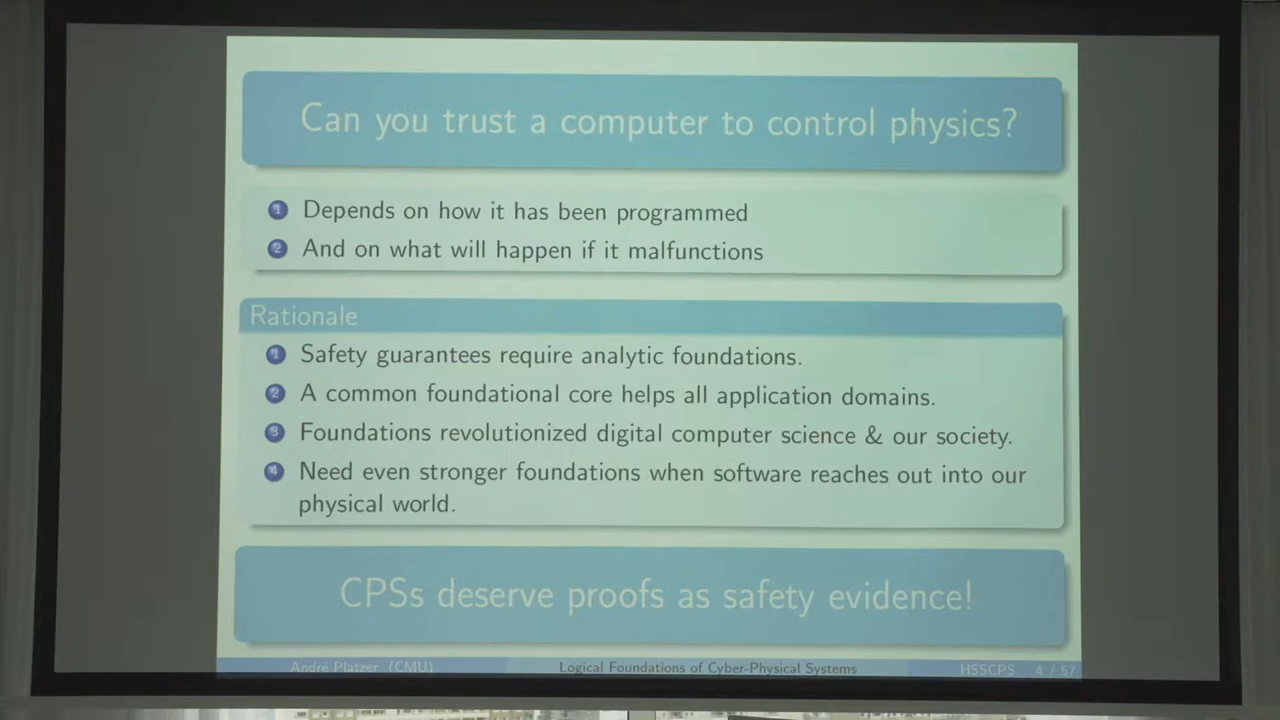 Can you trust a computer to control physics?
1 Depends on how it has been programmed
2 And on what will happen if it malfunctions
Rationale
1 Safety guarantees require analytic foundations.
2 A common foundational core helps all application domains.
3 Foundations revolutionized digital computer science & our society.
4 Need even stronger foundations when software reaches out into our
physical world.
CPSs deserve proofs as safety evidence!
André Platzer (CMU) Logical Foundations of Cyber-Physical Systems HSSCPS 4 / 57